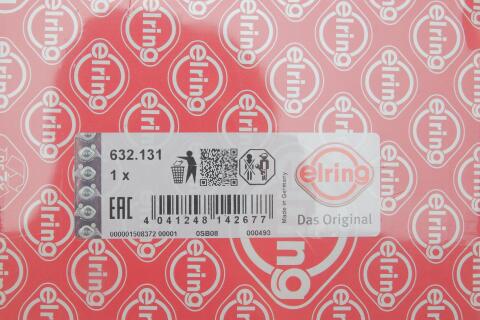 632.131
1 x
EAC
4 041248 142677
000001508372 00001 0SB08 000493
Made in Germany
elring
Das Original